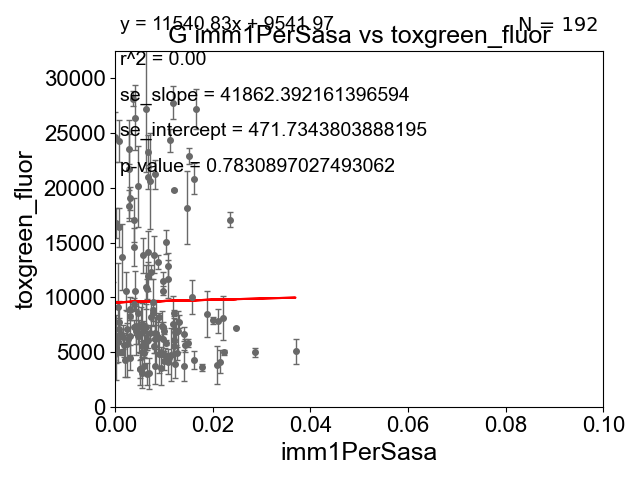 y = 11540.83x + 9541.97
N = 192
G imm1PerSasa vs toxgreen_fluor
r^2 = 0.00
se_slope = 41862.392161396594
se_intercept = 471.7343803888195
p-value = 0.7830897027493062
30000
25000
20000
15000
10000
5000
0
toxgreen_fluor
0.00
0.02
0.04
0.06
0.08
0.10
imm1PerSasa